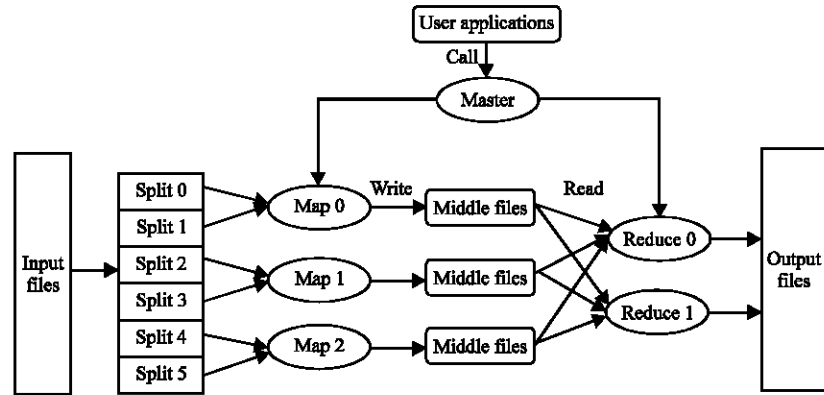 User applications
Call
Master
Input
files
Split 0
Split 1
Split 2
Split 3
Split 4
Split 5
Map 0
Map 1
Map 2
Write
Middle files
Middle files
Middle files
Read
Reduce 0
Reduce 1
Output
files